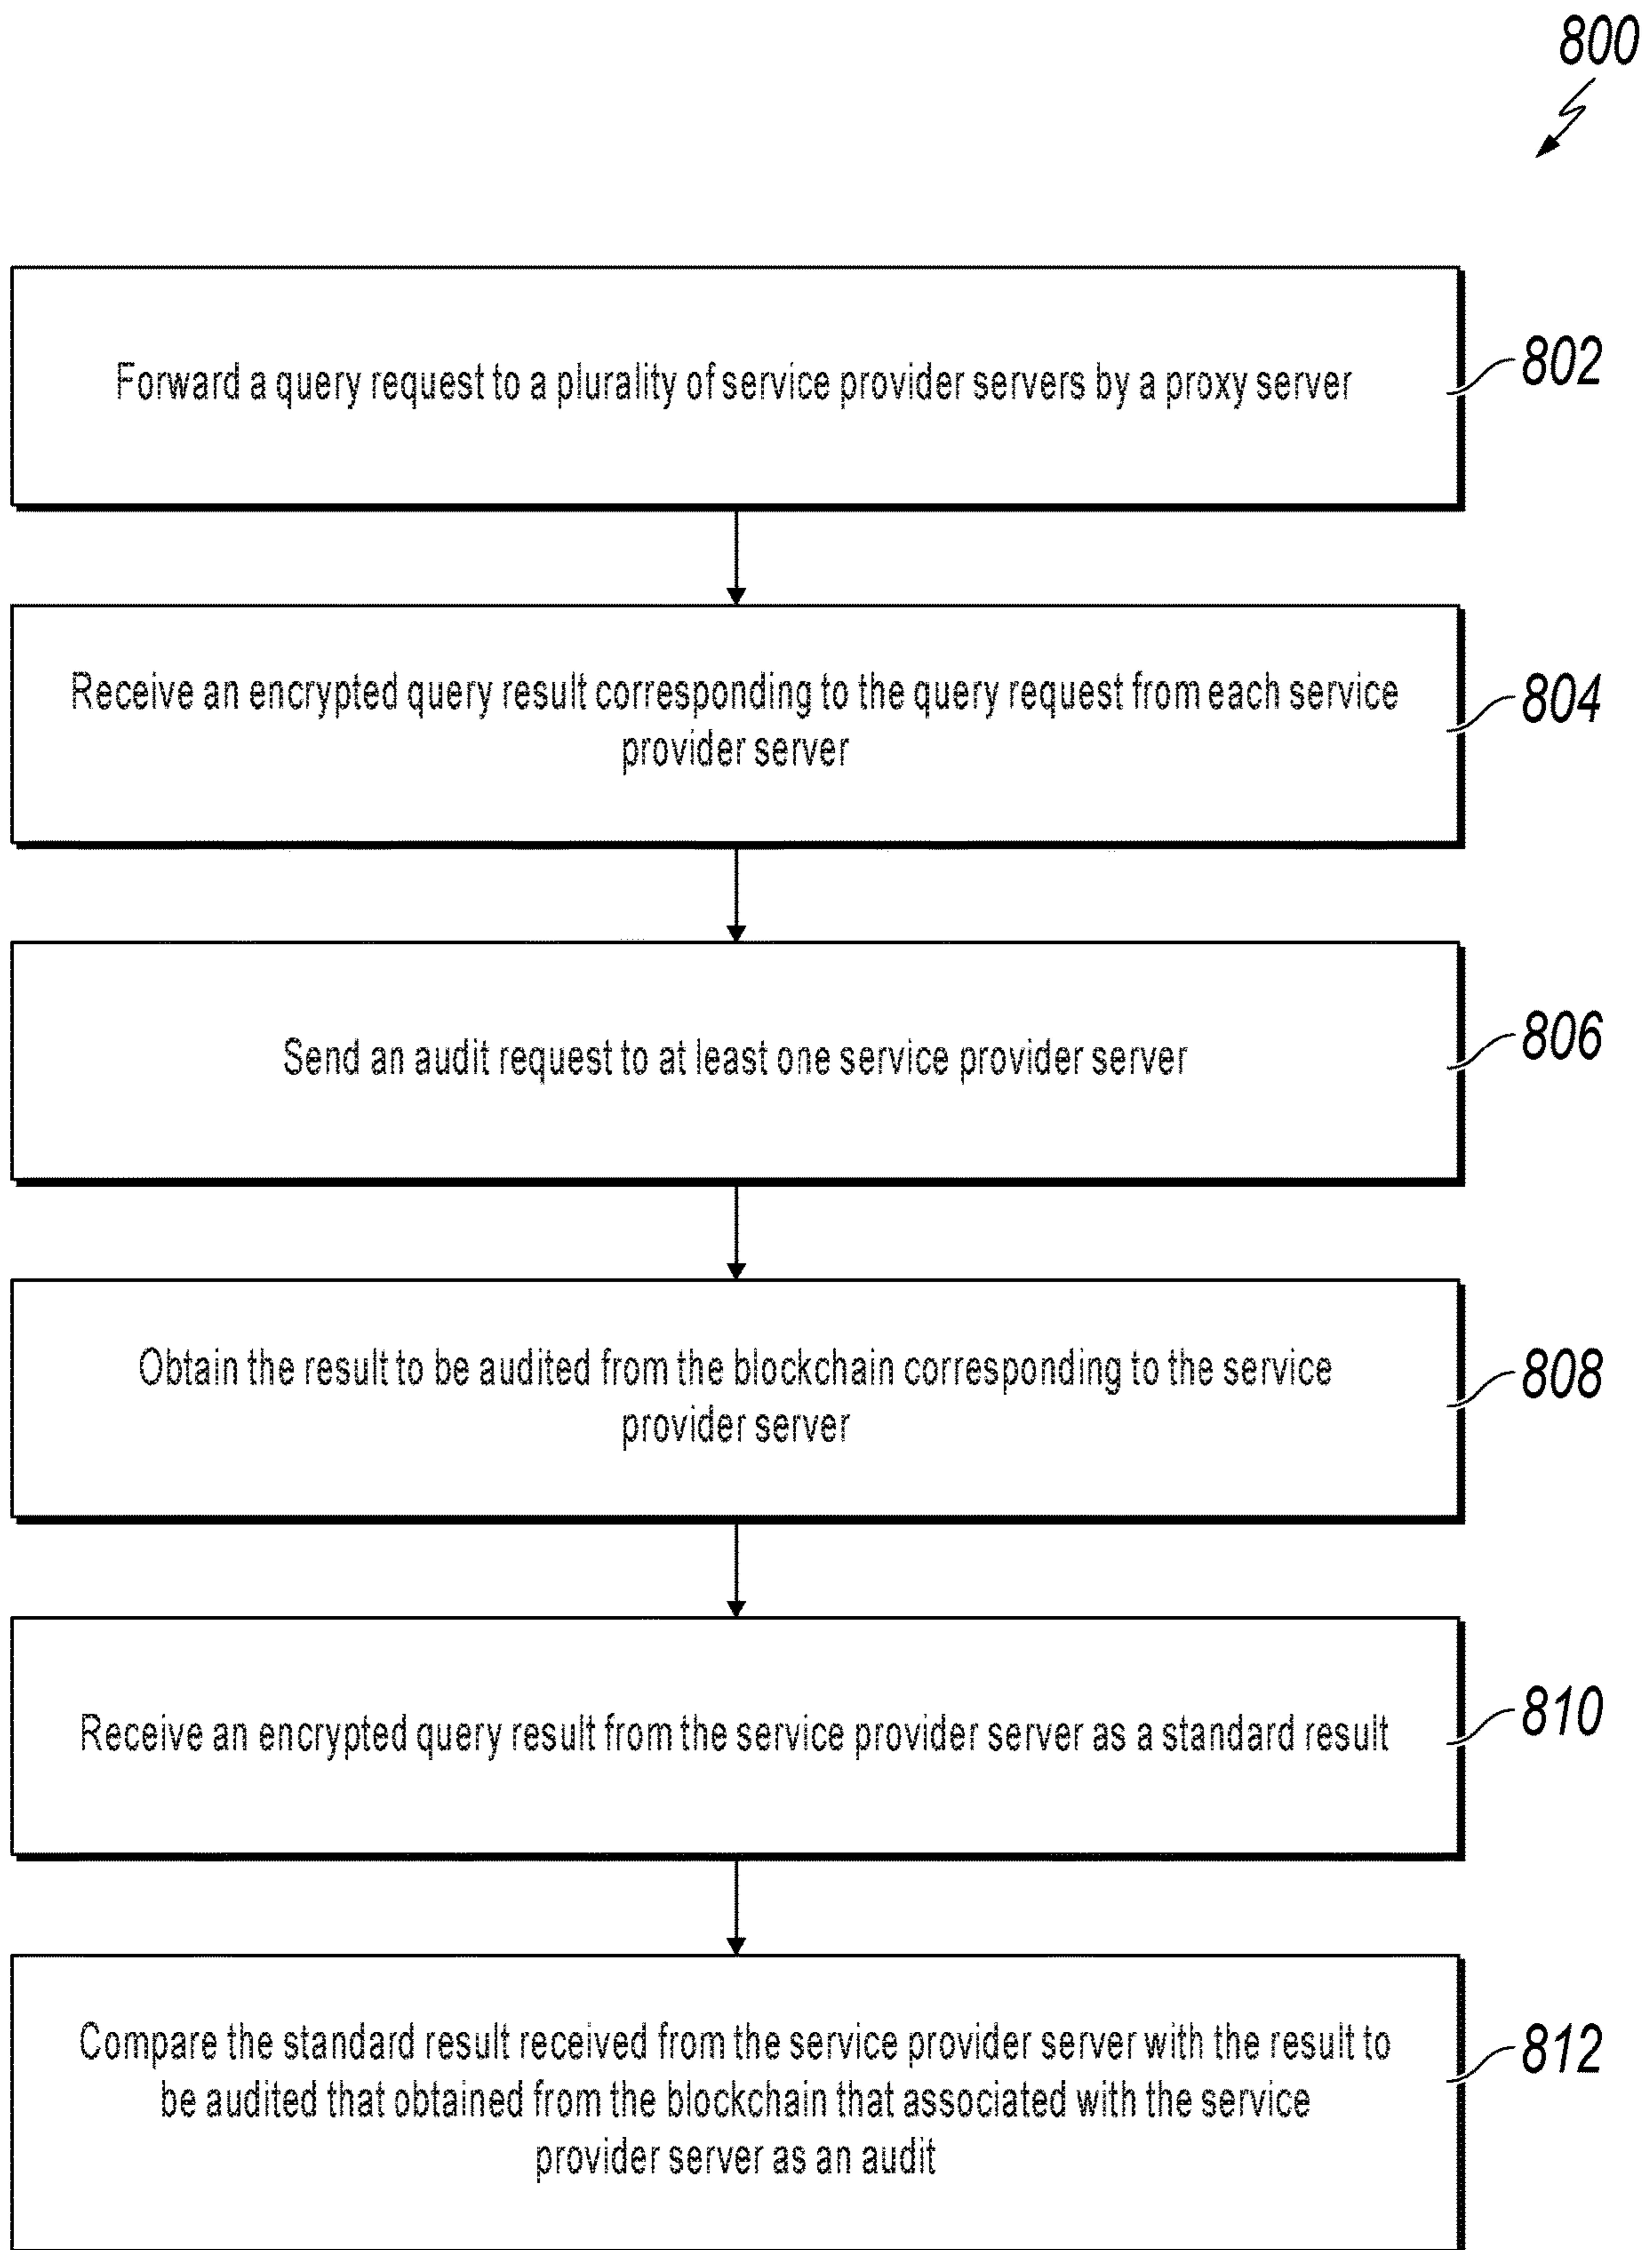 800
Forward a query request to a plurality of service provider servers by a proxy server
802
Receive an encrypted query result corresponding to the query request from each service
provider server
804
Send an audit request to at least one service provider server
806
Obtain the result to be audited from the blockchain corresponding to the service
provider server
808
Receive an encrypted query result from the service provider server as a standard result
810
Compare the standard result received from the service provider server with the result to
be audited that obtained from the blockchain that associated with the service
provider server as an audit
812